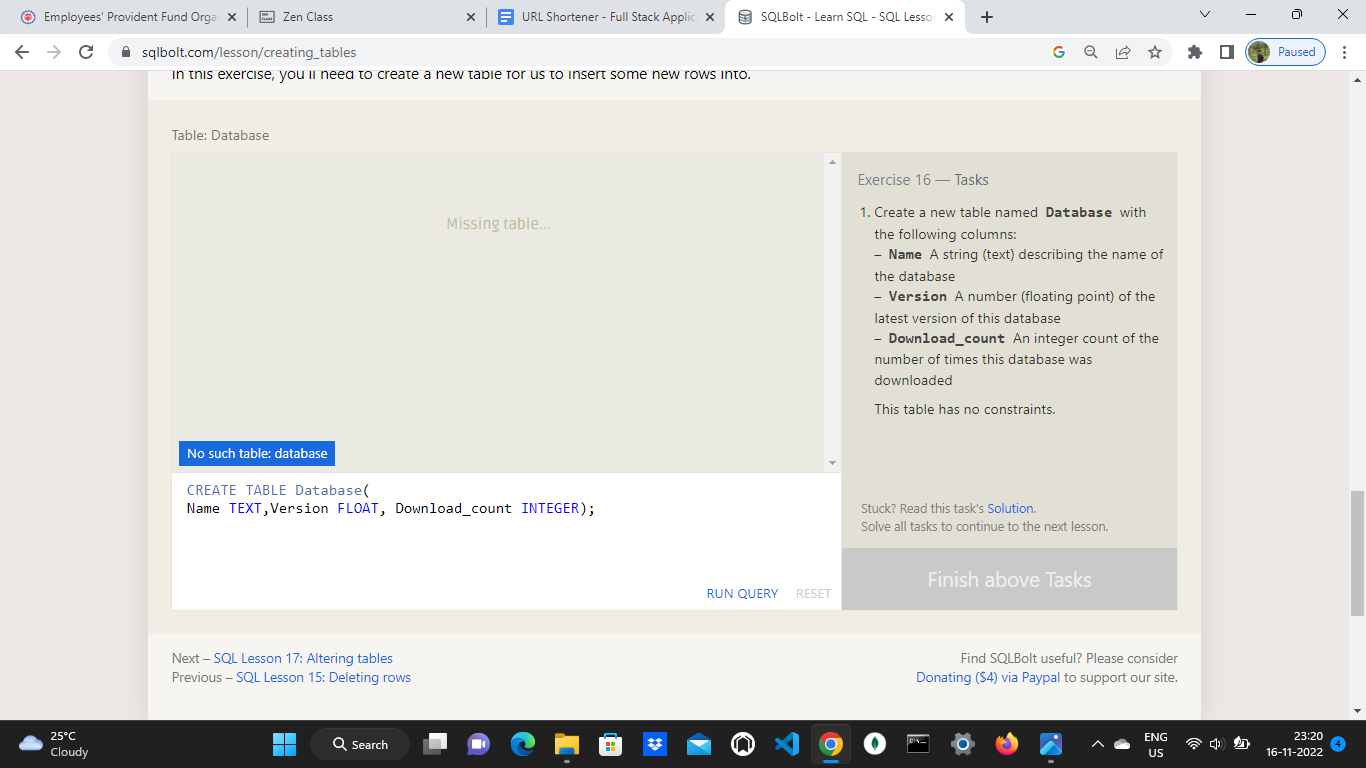 Employees' Provident Fund Orga
Zen Class
URL Shortener - Full Stack Applic
SQLBolt - Learn SQL - SQL Lesson
sqlbolt.com/lesson/creating_tables
Paused
In this exercise, you'll need to create a new table for us to insert some new rows into.
Table: Database
Missing table…
No such table: database
CREATE TABLE Database(
Name TEXT,Version FLOAT, Download_count INTEGER);
RUN QUERY
RESET
Exercise 16 — Tasks
1. Create a new table named Database with
the following columns:
– Name A string (text) describing the name of
the database
– Version A number (floating point) of the
latest version of this database
– Download_count An integer count of the
number of times this database was
downloaded
This table has no constraints.
Stuck? Read this task's Solution.
Solve all tasks to continue to the next lesson.
Finish above Tasks
Next – SQL Lesson 17: Altering tables
Previous – SQL Lesson 15: Deleting rows
Find SQLBolt useful? Please consider
Donating ($4) via Paypal to support our site.
25°C
Cloudy
Search
ENG
US
23:20
16-11-2022
4